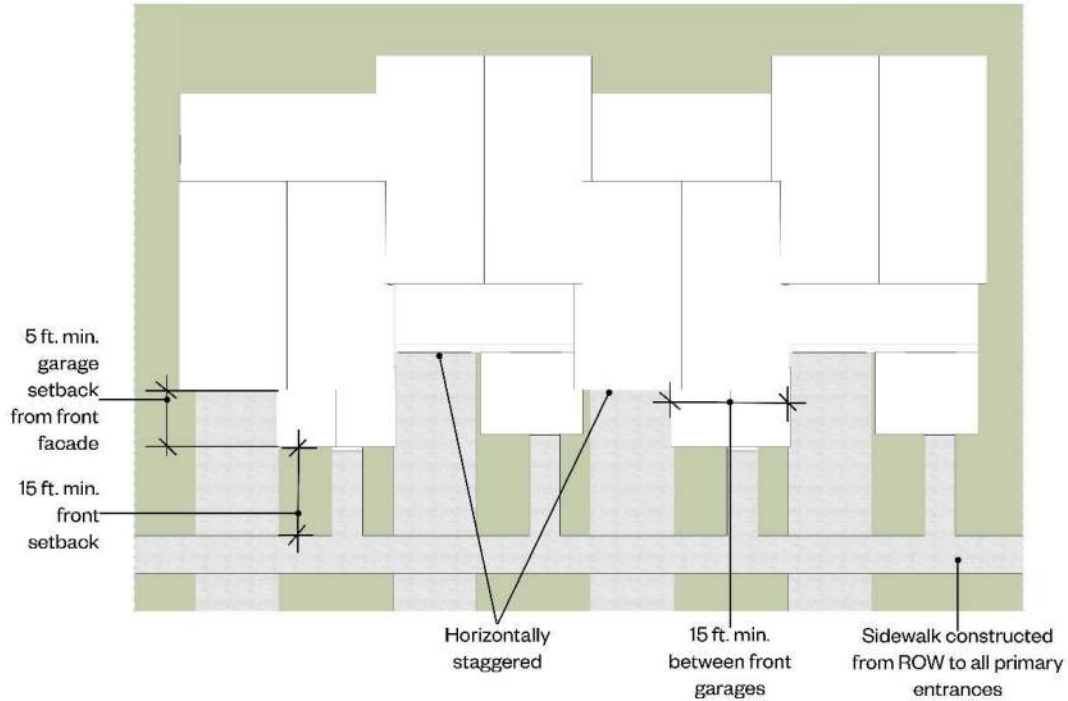 5 ft. min.
garage
setback
from front
facade
15 ft. min.
front
setback
Horizontally
staggered
15 ft. min.
between front
garages
Sidewalk constructed
from ROW to all primary
entrances